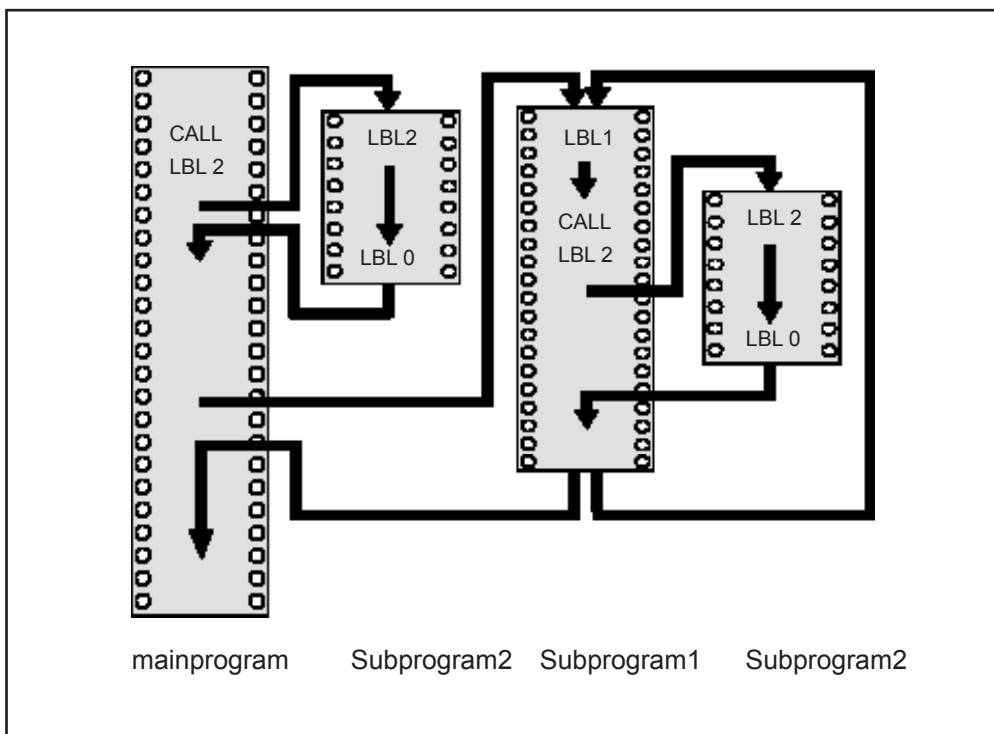 CALL
LBL 2
LBL2
LBL 0
LBL1
CALL
LBL 2
LBL 2
LBL 0
mainprogram
Subprogram2
Subprogram1
Subprogram2